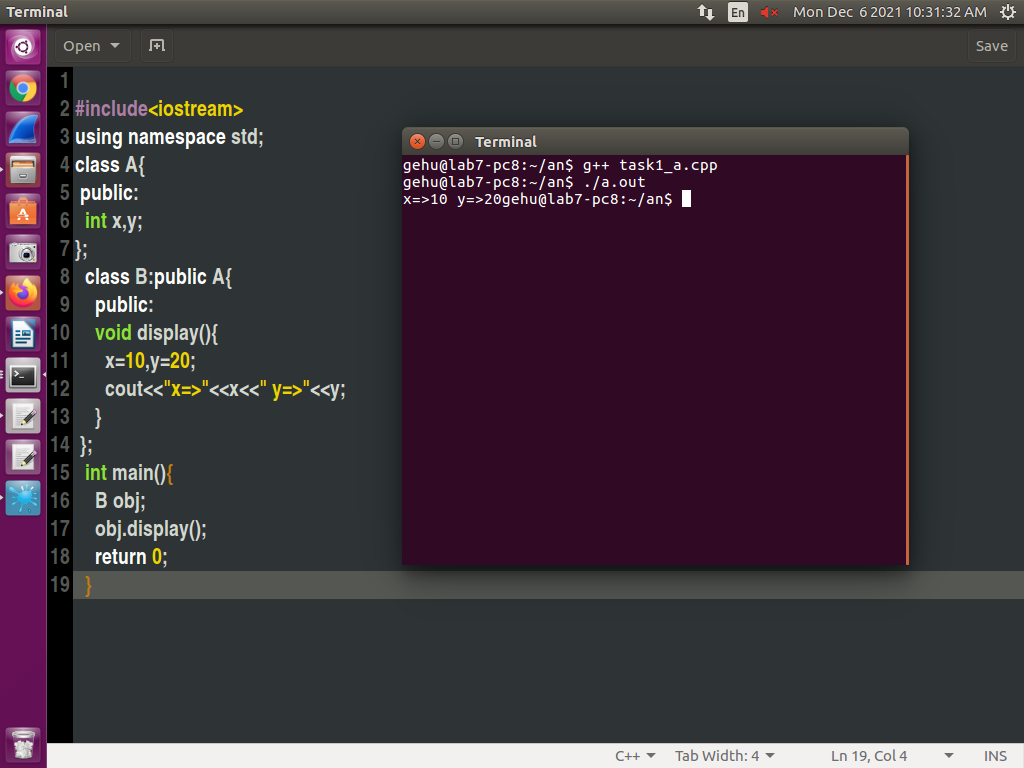 Terminal
En
Mon Dec 6 2021 10:31:32 AM
Open
Save
1
2 #include<iostream>
3 using namespace std;
4 class A{
5 public:
6 int x,y;
7 };
8 class B:public A{
9 public:
10 void display(){
11 x=10,y=20;
12 cout<<"x=>"<<x<<" y=>"<<y;
13 }
14 };
15 int main(){
16 B obj;
17 obj.display();
18 return 0;
19 }
Terminal
gehu@lab7-pc8:~/an$ g++ task1_a.cpp
gehu@lab7-pc8:~/an$ ./a.out
x=>10 y=>20gehu@lab7-pc8:~/an$
C++ Tab Width: 4 Ln 19, Col 4 INS